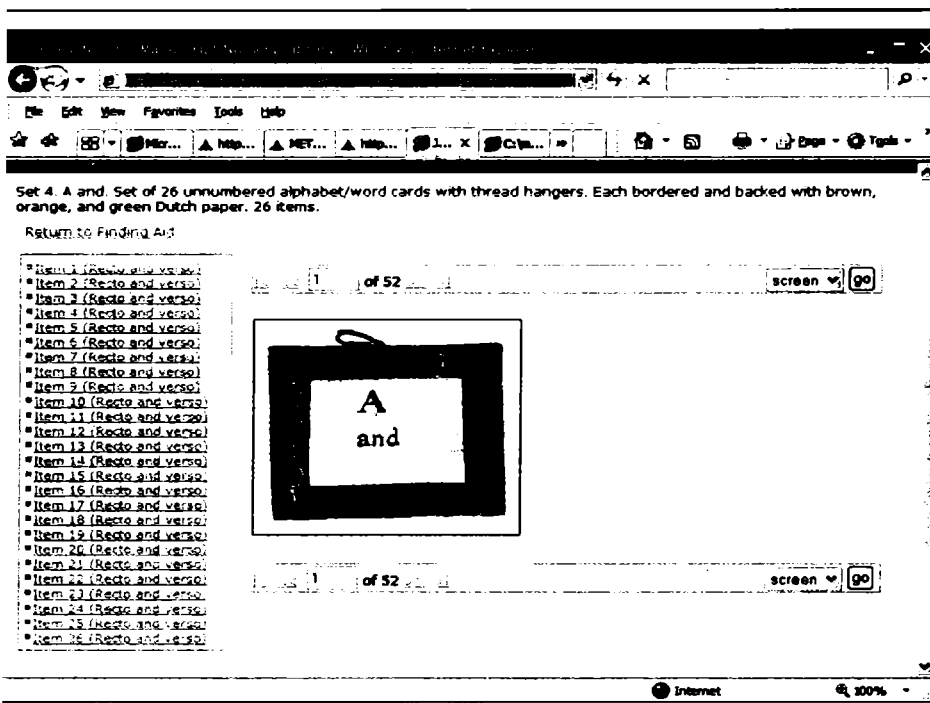 File Edit View Favorites Tools Help
Micr... http... .NET... http... 1... x C:\... Page Tools
Set 4. A and. Set of 26 unnumbered alphabet/word cards with thread hangers. Each bordered and backed with brown,
orange, and green Dutch paper. 26 items.
Return to Finding Aid
Item 1 (Recto and verso)
Item 2 (Recto and verso)
Item 3 (Recto and verso)
Item 4 (Recto and verso)
Item 5 (Recto and verso)
Item 6 (Recto and verso)
Item 7 (Recto and verso)
Item 8 (Recto and verso)
Item 9 (Recto and verso)
Item 10 (Recto and verso)
Item 11 (Recto and verso)
Item 12 (Recto and verso)
Item 13 (Recto and verso)
Item 14 (Recto and verso)
Item 15 (Recto and verso)
Item 16 (Recto and verso)
Item 17 (Recto and verso)
Item 18 (Recto and verso)
Item 19 (Recto and verso)
Item 20 (Recto and verso)
Item 21 (Recto and verso)
Item 22 (Recto and verso)
Item 23 (Recto and verso)
Item 24 (Recto and verso)
Item 25 (Recto and verso)
Item 26 (Recto and verso)
1 of 52 screen go
A
and
1 of 52 screen go
Internet 100%